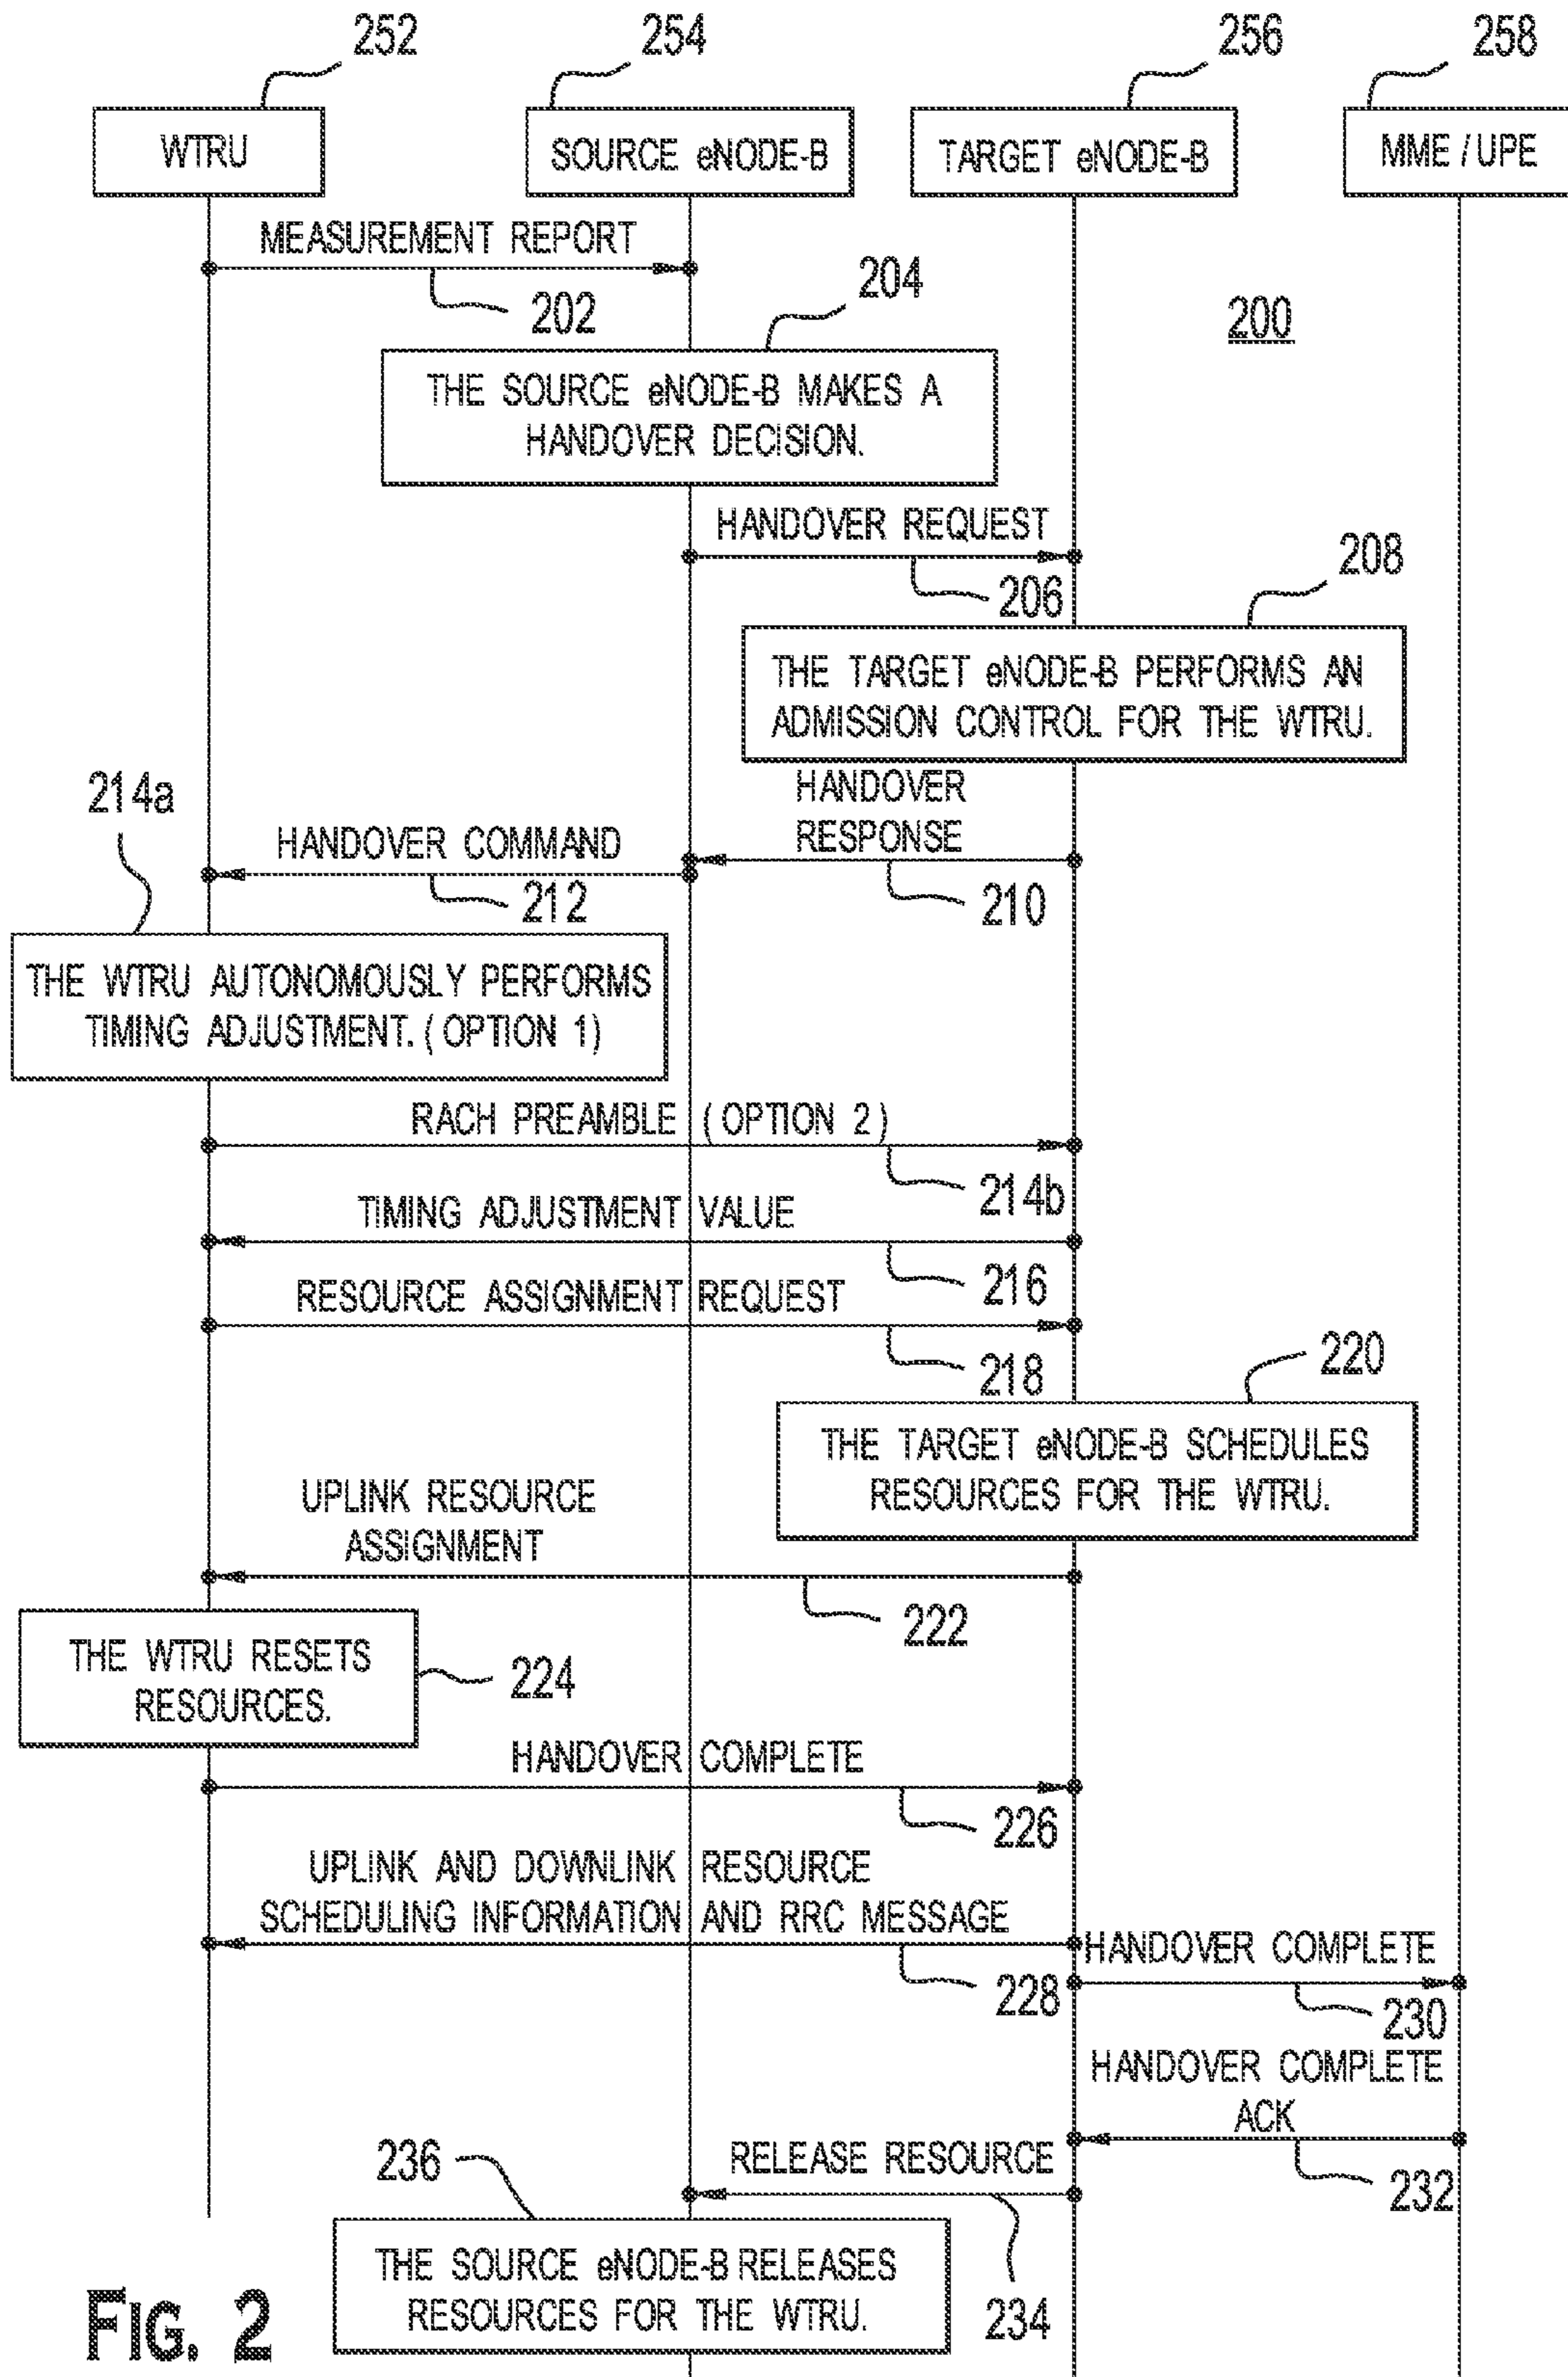 252
254
256
258
WTRU
SOURCE eNODE-B
TARGET eNODE-B
MME / UPE
MEASUREMENT REPORT
202
204
200
THE SOURCE eNODE-B MAKES A
HANDOVER DECISION.
HANDOVER REQUEST
206
208
THE TARGET eNODE-B PERFORMS AN
ADMISSION CONTROL FOR THE WTRU.
214a
HANDOVER COMMAND
212
HANDOVER
RESPONSE
210
THE WTRU AUTONOMOUSLY PERFORMS
TIMING ADJUSTMENT. ( OPTION 1)
RACH PREAMBLE ( OPTION 2 )
214b
TIMING ADJUSTMENT VALUE
216
RESOURCE ASSIGNMENT REQUEST
218
220
THE TARGET eNODE-B SCHEDULES
RESOURCES FOR THE WTRU.
UPLINK RESOURCE
ASSIGNMENT
222
THE WTRU RESETS
RESOURCES.
224
HANDOVER COMPLETE
226
UPLINK AND DOWNLINK RESOURCE
SCHEDULING INFORMATION AND RRC MESSAGE
228
HANDOVER COMPLETE
230
HANDOVER COMPLETE
ACK
232
RELEASE RESOURCE
234
236
THE SOURCE eNODE-B RELEASES
RESOURCES FOR THE WTRU.
FIG. 2